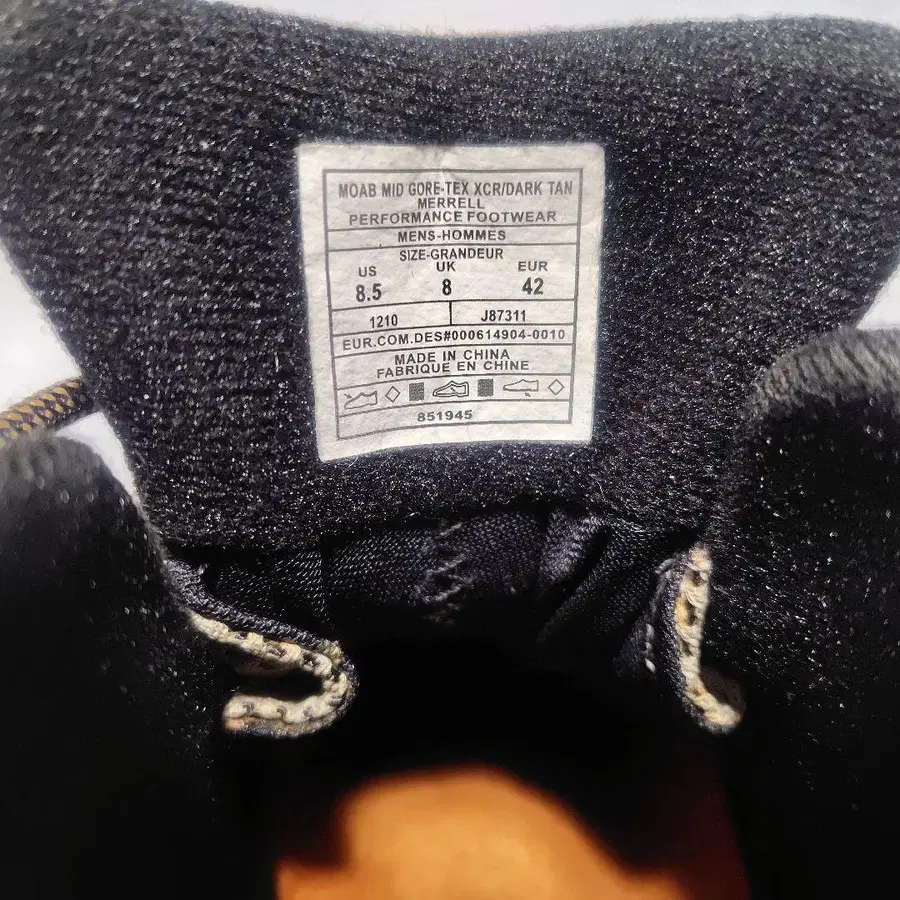 MOAB MID GORE-TEX XCR/DARK TAN
MERRELL
PERFORMANCE FOOTWEAR
MENS-HOMMES
SIZE-GRANDEUR
US UK EUR
8.5 8 42
1210 J87311
EUR.COM.DES#000614904-0010
MADE IN CHINA
FABRIQUE EN CHINE
851945